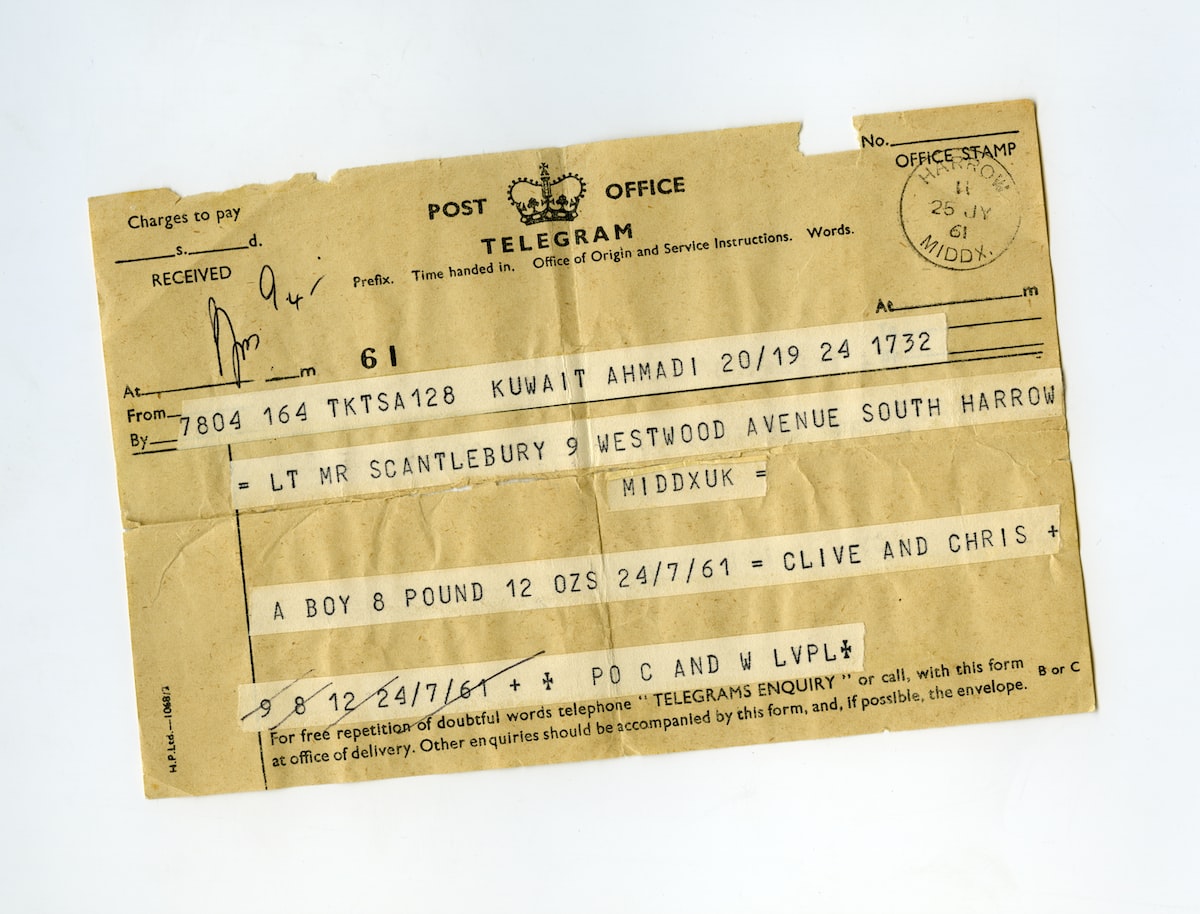 No.
OFFICE STAMP
HARROW
11
25 JY
61
MIDDX.
Charges to pay
s. d.
RECEIVED
POST OFFICE
TELEGRAM
Prefix. Time handed in. Office of Origin and Service Instructions. Words.
At m
61
At m
From
By
7804 164 TKTSA128 KUWAIT AHMADI 20/19 24 1732
= LT MR SCANTLEBURY 9 WESTWOOD AVENUE SOUTH HARROW
MIDDXUK =
A BOY 8 POUND 12 OZS 24/7/61 = CLIVE AND CHRIS +
9 8 12 24/7/61 + ✠ PO C AND W LVPL✠
For free repetition of doubtful words telephone "TELEGRAMS ENQUIRY" or call, with this form
at office of delivery. Other enquiries should be accompanied by this form, and, if possible, the envelope.
B or C
H.P.Ltd.—1068/2